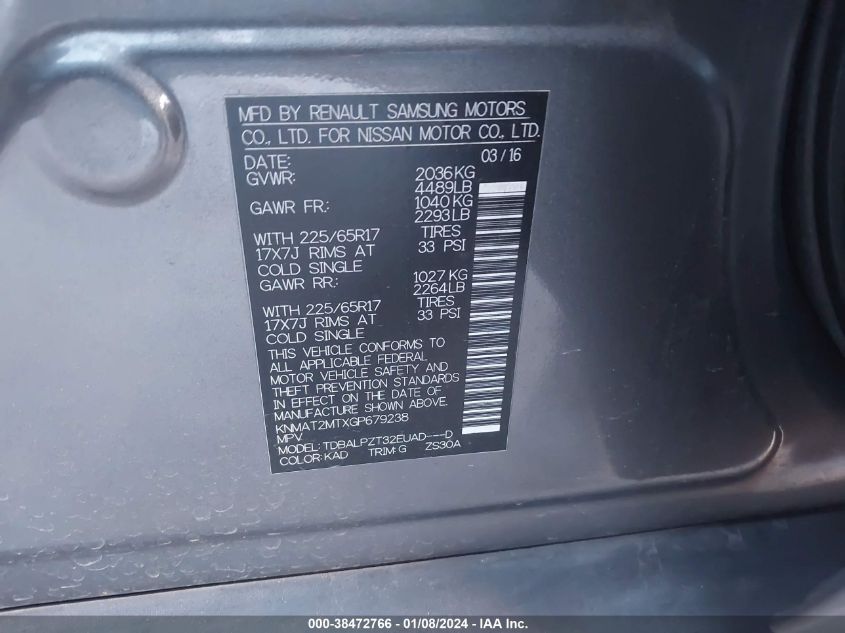 MFD BY RENAULT SAMSUNG MOTORS
CO., LTD. FOR NISSAN MOTOR CO., LTD.
DATE: 03/16
GVWR: 2036KG
4489LB
GAWR FR.: 1040KG
2293LB
WITH 225/65R17 TIRES
17X7J RIMS AT 33 PSI
COLD SINGLE
GAWR RR.: 1027KG
2264LB
WITH 225/65R17 TIRES
17X7J RIMS AT 33 PSI
COLD SINGLE
THIS VEHICLE CONFORMS TO
ALL APPLICABLE FEDERAL
MOTOR VEHICLE SAFETY AND
THEFT PREVENTION STANDARDS
IN EFFECT ON THE DATE OF
MANUFACTURE SHOWN ABOVE.
KNMAT2MTXGP679238
MPV
MODEL: TDBALPZT32EUAD---D
COLOR: KAD TRIM:G ZS30A
000-38472766 - 01/08/2024 - IAAI.com